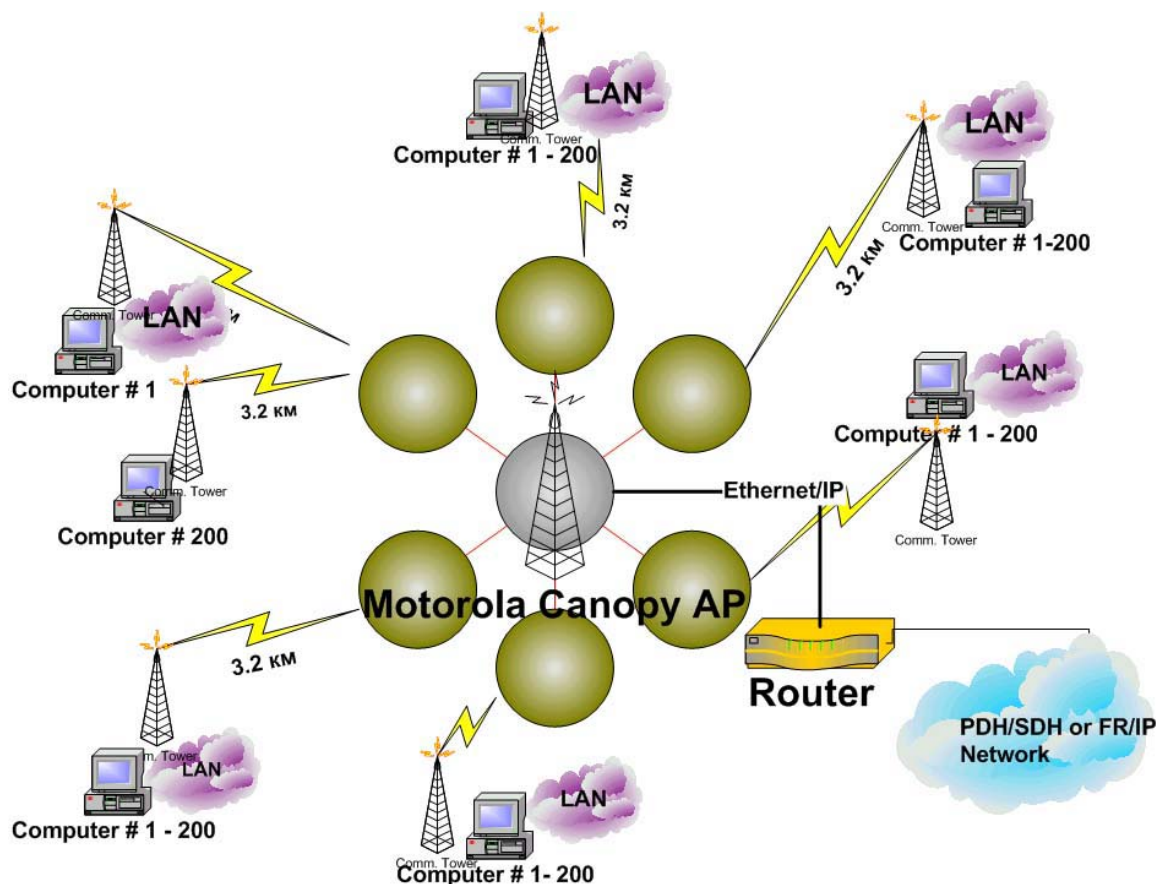 LAN
Comm. Tower
Computer # 1 - 200
3.2 км
LAN
Comm. Tower
Computer # 1-200
3.2 км
LAN
Comm. Tower
Computer # 1
3.2 км
Comm. Tower
Computer # 200
LAN
Computer # 1 - 200
Comm. Tower
Ethernet/IP
Motorola Canopy AP
Router
PDH/SDH or FR/IP
Network
3.2 км
LAN
Computer # 1 - 200
LAN
Comm. Tower
Computer # 1- 200